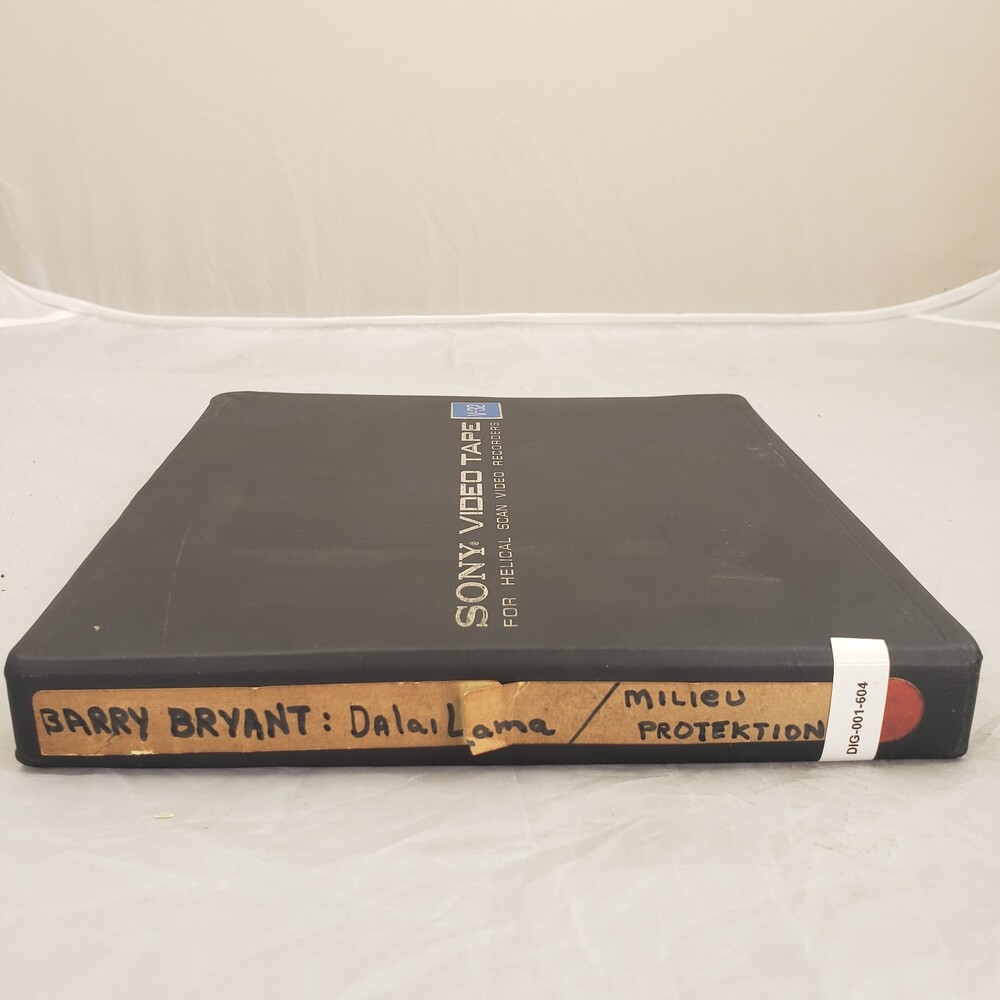 V-32
SONY® VIDEO TAPE
FOR HELICAL SCAN VIDEO RECORDERS
BARRY BRYANT: Dalai Lama / MILIEU
PROTEKTION
DIG-001-604